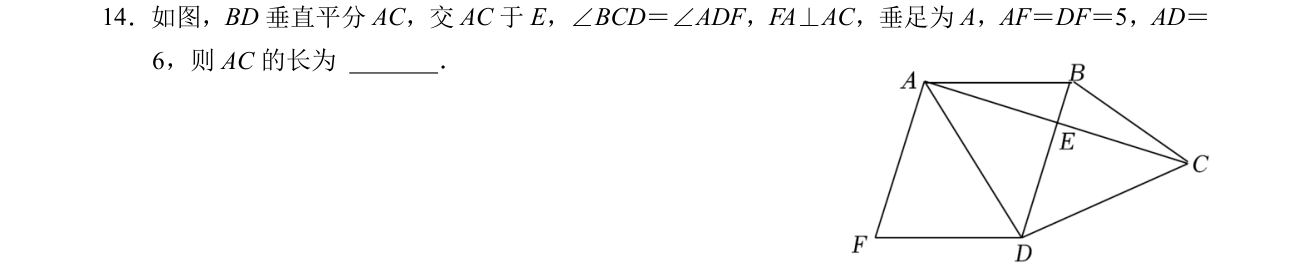 14．如图，BD 垂直平分 AC，交 AC 于 E，∠BCD＝∠ADF，FA⊥AC，垂足为 A，AF＝DF＝5，AD＝
6，则 AC 的长为 ______．
A
B
E
C
F
D